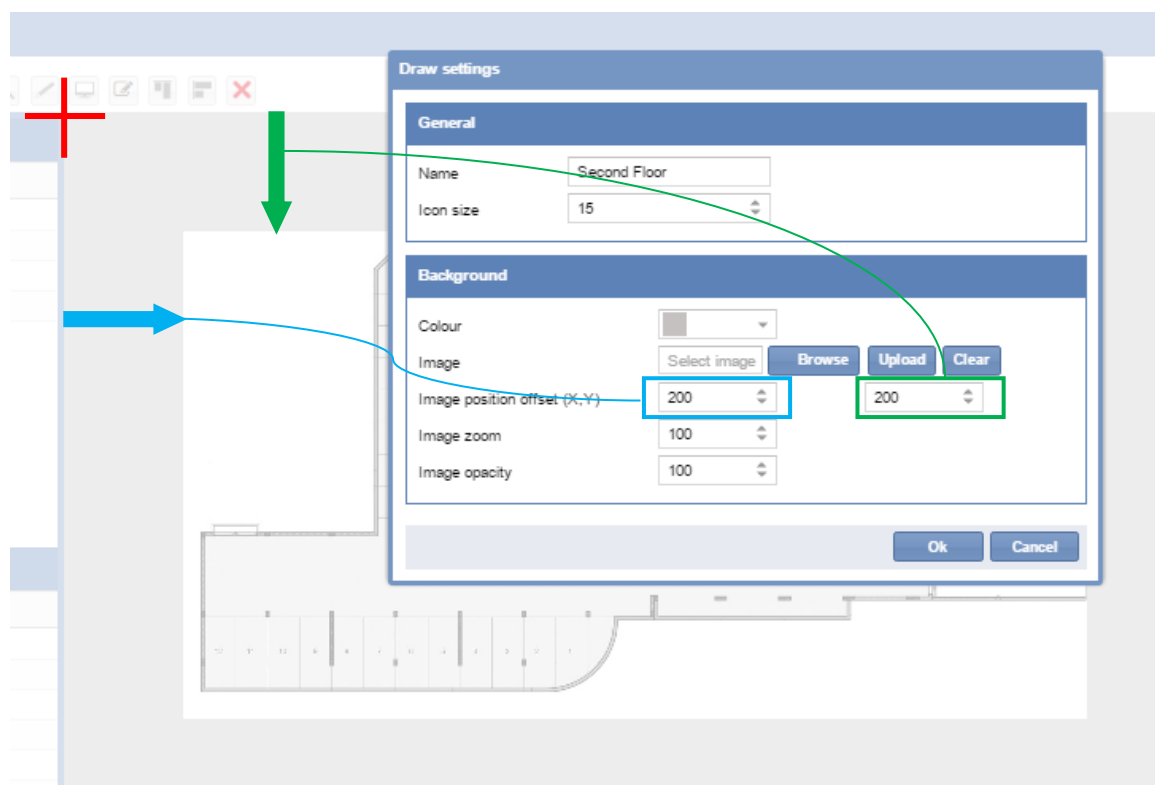 Draw settings
General
Name Second Floor
Icon size 15
Background
Colour
Image Select image Browse Upload Clear
Image position offset (X,Y) 200 200
Image zoom 100
Image opacity 100
Ok Cancel